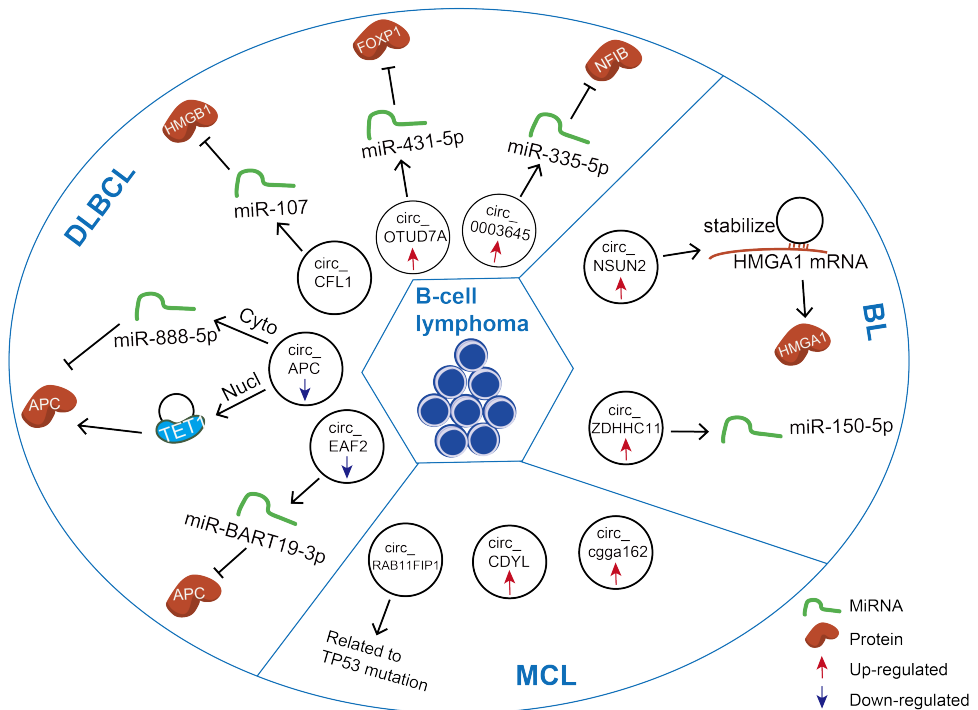 FOXP1
NFIB
HMGB1
miR-431-5p
miR-335-5p
DLBCL
miR-107
circ_
OTUD7A
circ_
0003645
stabilize
HMGA1 mRNA
circ_
CFL1
circ_
NSUN2
B-cell
lymphoma
BL
HMGA1
miR-888-5p
Cyto
circ_
APC
Nucl
APC
TET1
circ_
EAF2
circ_
ZDHHC11
miR-150-5p
miR-BART19-3p
APC
circ_
RAB11FIP1
circ_
CDYL
circ_
cgga162
Related to
TP53 mutation
MCL
MiRNA
Protein
Up-regulated
Down-regulated